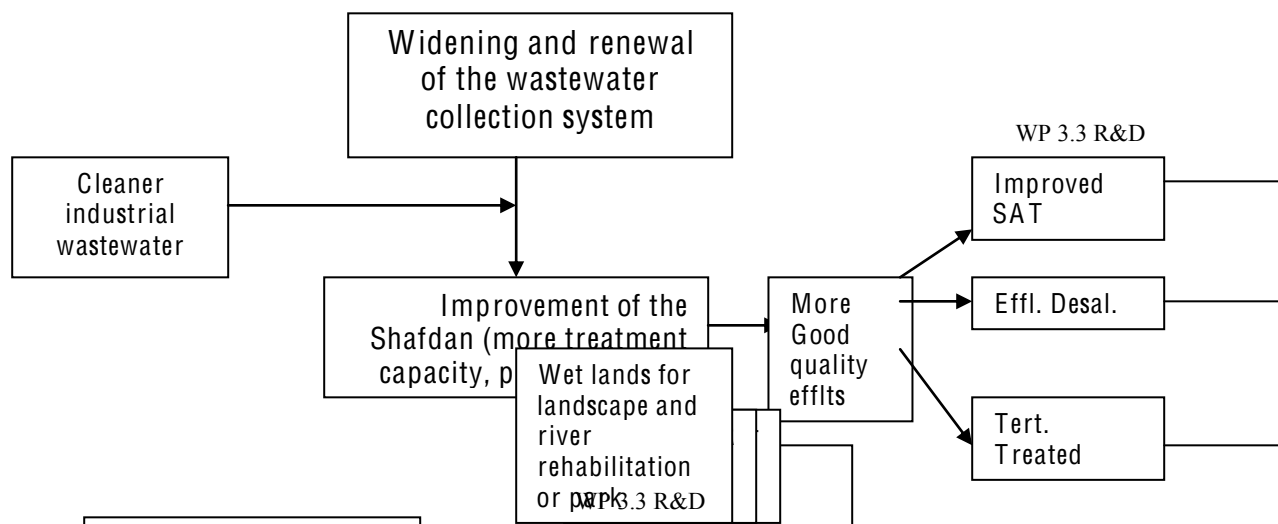 Widening and renewal
of the wastewater
collection system
WP 3.3 R&D
Cleaner
industrial
wastewater
Improved
SAT
Improvement of the
Shafdan (more treatment
capacity, p
More
Good
quality
efflts
Effl. Desal.
Wet lands for
landscape and
river
rehabilitation
or park
WP 3.3 R&D
Tert.
Treated